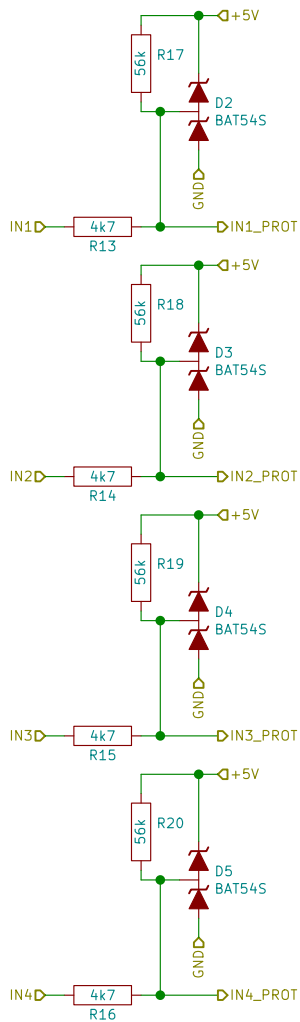 +5V
R17
56k
D2
BAT54S
GND
IN1
4k7
IN1_PROT
R13
+5V
R18
56k
D3
BAT54S
GND
IN2
4k7
IN2_PROT
R14
+5V
R19
56k
D4
BAT54S
GND
IN3
4k7
IN3_PROT
R15
+5V
R20
56k
D5
BAT54S
GND
IN4
4k7
IN4_PROT
R16